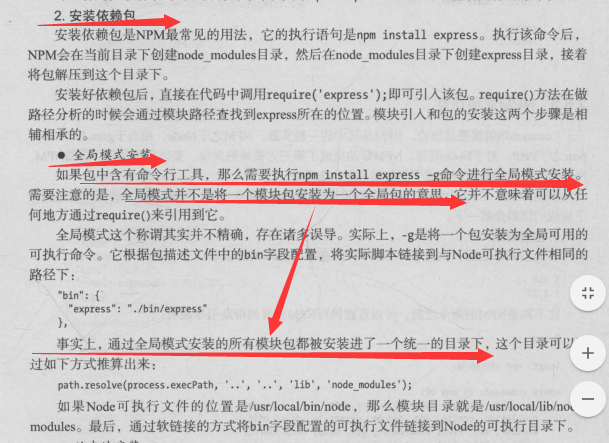 2. 安装依赖包
安装依赖包是NPM最常见的用法，它的执行语句是npm install express。执行该命令后，
NPM会在当前目录下创建node_modules目录，然后在node_modules目录下创建express目录，接着
将包解压到这个目录下。
安装好依赖包后，直接在代码中调用require('express');即可引入该包。require()方法在做
路径分析的时候会通过模块路径查找到express所在的位置。模块引入和包的安装这两个步骤是相
辅相承的。
● 全局模式安装
如果包中含有命令行工具，那么需要执行npm install express -g命令进行全局模式安装。
需要注意的是，全局模式并不是将一个模块包安装为一个全局包的意思，它并不意味着可以从任
何地方通过require()来引用到它。
全局模式这个称谓其实并不精确，存在诸多误导。实际上，-g是将一个包安装为全局可用的
可执行命令。它根据包描述文件中的bin字段配置，将实际脚本链接到与Node可执行文件相同的
路径下：
"bin": {
"express": "./bin/express"
},
事实上，通过全局模式安装的所有模块包都被安装进了一个统一的目录下，这个目录可以
过如下方式推算出来：
path.resolve(process.execPath, '..', '..', 'lib', 'node_modules');
如果Node可执行文件的位置是/usr/local/bin/node，那么模块目录就是/usr/local/lib/node
modules。最后，通过软链接的方式将bin字段配置的可执行文件链接到Node的可执行目录下。